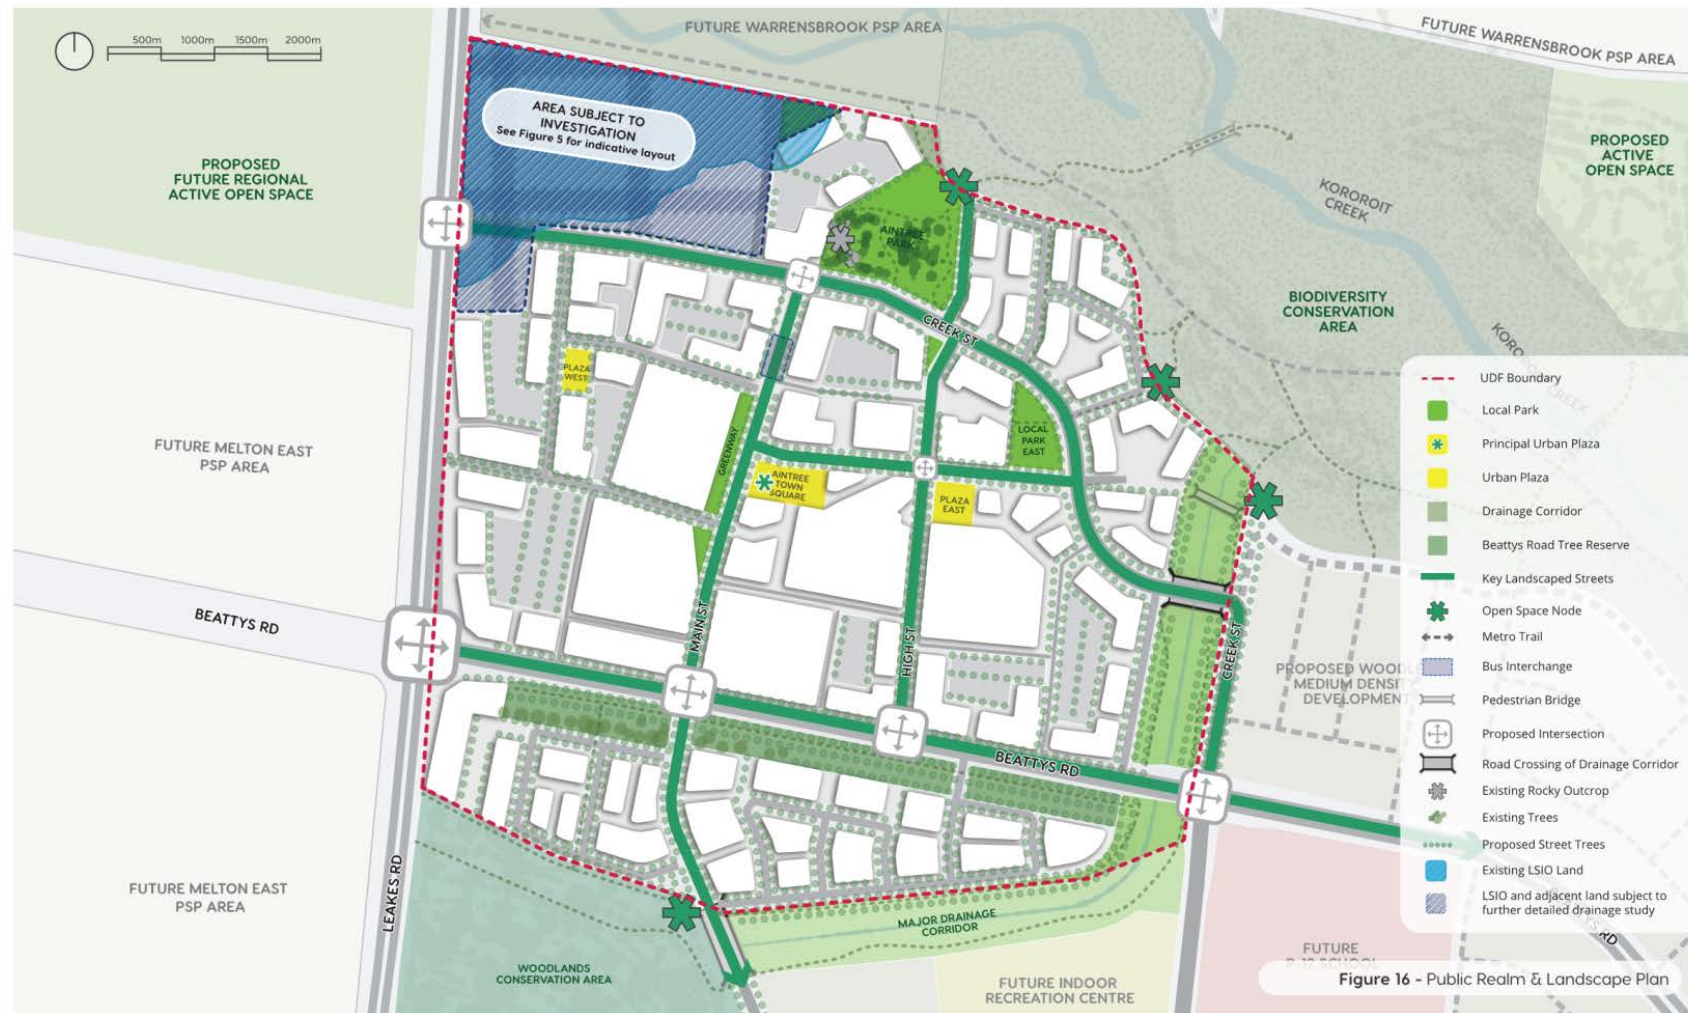 500m 1000m 1500m 2000m
FUTURE WARRENSBROOK PSP AREA
FUTURE WARRENSBROOK PSP AREA
AREA SUBJECT TO
INVESTIGATION
See Figure 5 for indicative layout
PROPOSED
FUTURE REGIONAL
ACTIVE OPEN SPACE
PROPOSED
ACTIVE
OPEN SPACE
KOROROIT
CREEK
AINTREE
PARK
BIODIVERSITY
CONSERVATION
AREA
CREEK ST
PLAZA
WEST
GREENWAY
LOCAL
PARK
EAST
AINTREE
TOWN
SQUARE
PLAZA
EAST
FUTURE MELTON EAST
PSP AREA
BEATTYS RD
MAIN ST
HIGH ST
CREEK ST
PROPOSED
MEDIUM DENSITY
DEVELOPMENT
BEATTYS RD
LEAKES RD
FUTURE MELTON EAST
PSP AREA
MAJOR DRAINAGE
CORRIDOR
WOODLANDS
CONSERVATION AREA
FUTURE INDOOR
RECREATION CENTRE
FUTURE
P-12 SCHOOL
UDF Boundary
Local Park
Principal Urban Plaza
Urban Plaza
Drainage Corridor
Beattys Road Tree Reserve
Key Landscaped Streets
Open Space Node
Metro Trail
Bus Interchange
Pedestrian Bridge
Proposed Intersection
Road Crossing of Drainage Corridor
Existing Rocky Outcrop
Existing Trees
Proposed Street Trees
Existing LSIO Land
LSIO and adjacent land subject to
further detailed drainage study
RD
Figure 16 - Public Realm & Landscape Plan